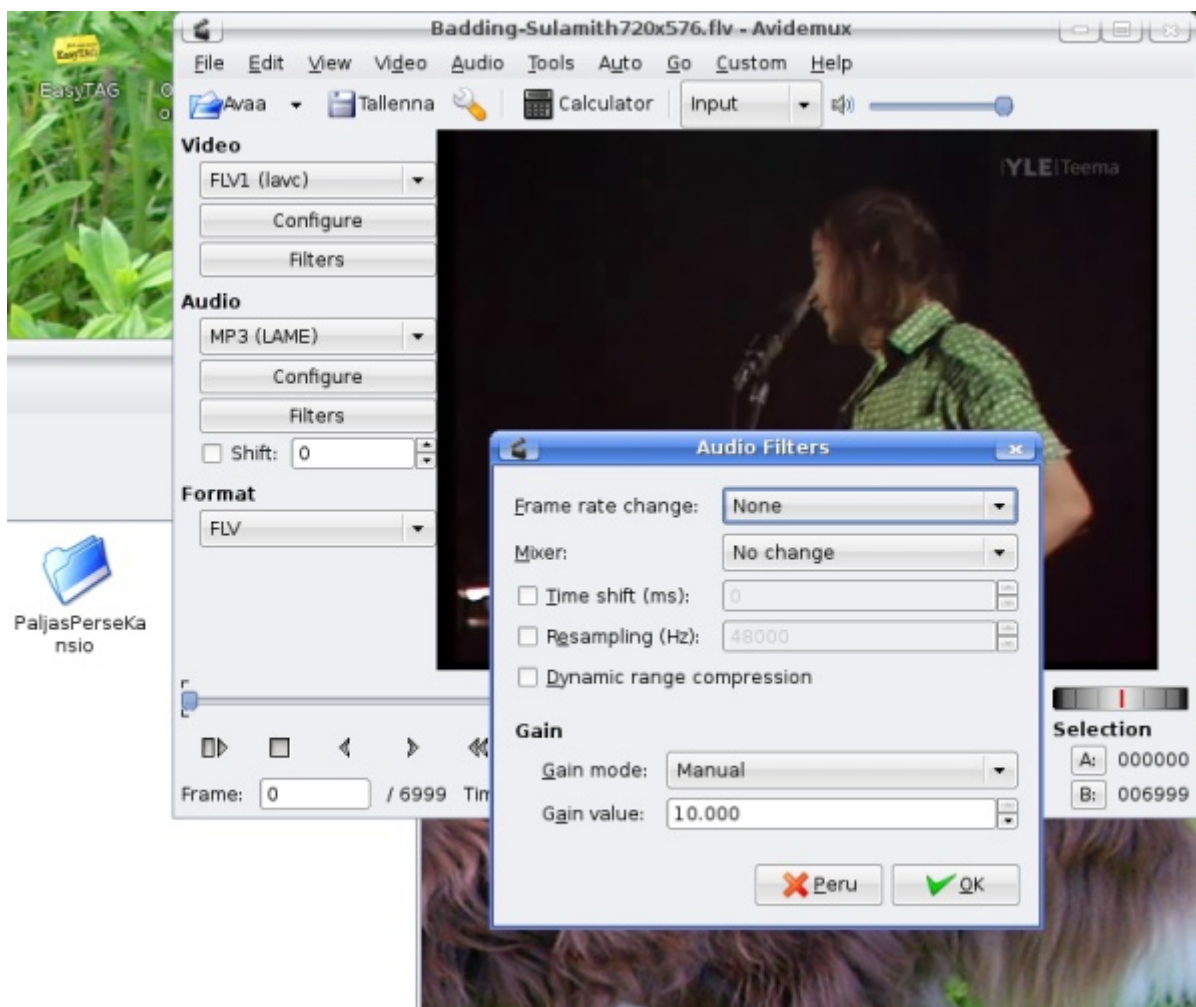 Badding-Sulamith720x576.flv - Avidemux
File Edit View Video Audio Tools Auto Go Custom Help
EasyTAG
EasyTAG
Avaa Tallenna Calculator Input
Video
FLV1 (lavc)
Configure
Filters
Audio
MP3 (LAME)
Configure
Filters
Shift: 0
Format
FLV
YLE Teema
PaljasPerseKa
nsio
Audio Filters
Frame rate change: None
Mixer: No change
Time shift (ms): 0
Resampling (Hz): 48000
Dynamic range compression
Gain
Gain mode: Manual
Gain value: 10.000
Peru OK
Selection
A: 000000
B: 006999
Frame: 0 / 6999